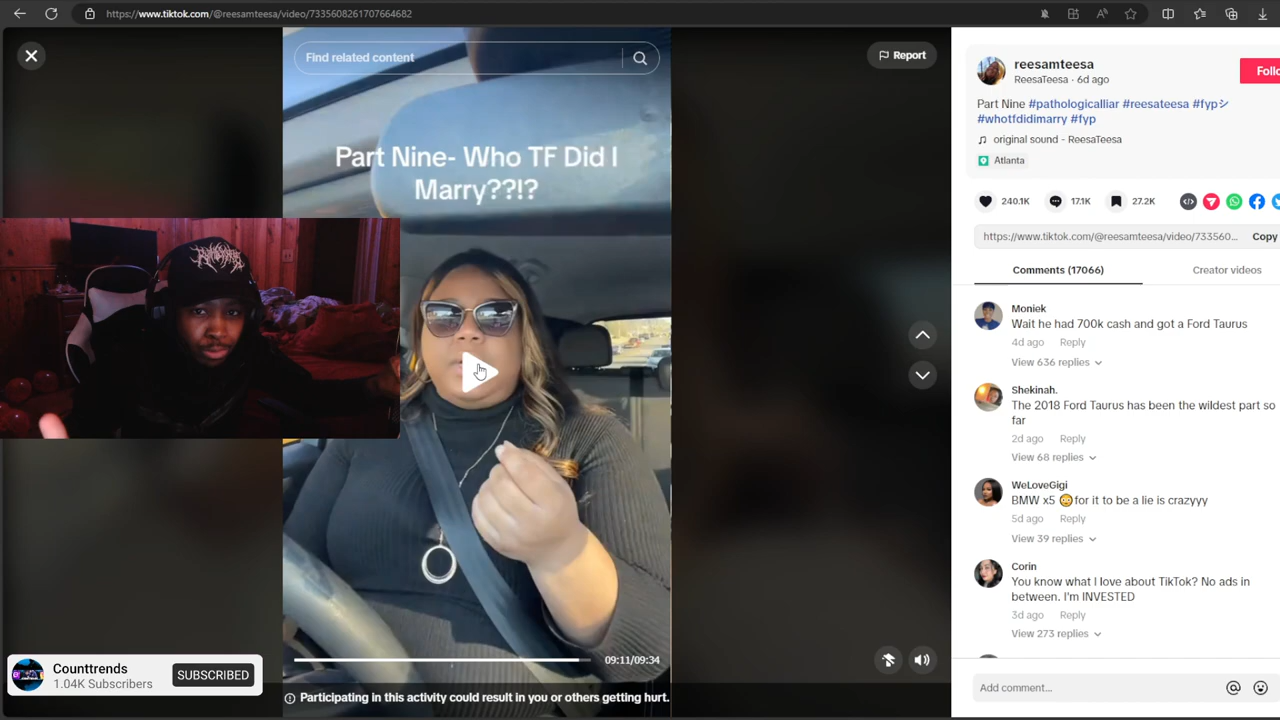 https://www.tiktok.com/@reesamteesa/video/7335608261707664682
Find related content
Report
Part Nine- Who TF Did I
Marry??!?
09:11/09:34
Participating in this activity could result in you or others getting hurt.
Counttrends
1.04K Subscribers
SUBSCRIBED
reesamteesa
ReesaTeesa · 6d ago
Follo
Part Nine #pathologicalliar #reesateesa #fypシ
#whotfdidimarry #fyp
original sound - ReesaTeesa
Atlanta
240.1K 17.1K 27.2K
https://www.tiktok.com/@reesamteesa/video/733560...
Copy
Comments (17066)
Creator videos
Moniek
Wait he had 700k cash and got a Ford Taurus
4d ago Reply
View 636 replies
Shekinah.
The 2018 Ford Taurus has been the wildest part so
far
2d ago Reply
View 68 replies
WeLoveGigi
BMW x5 😳for it to be a lie is crazyyy
5d ago Reply
View 39 replies
Corin
You know what I love about TikTok? No ads in
between. I'm INVESTED
3d ago Reply
View 273 replies
Add comment...